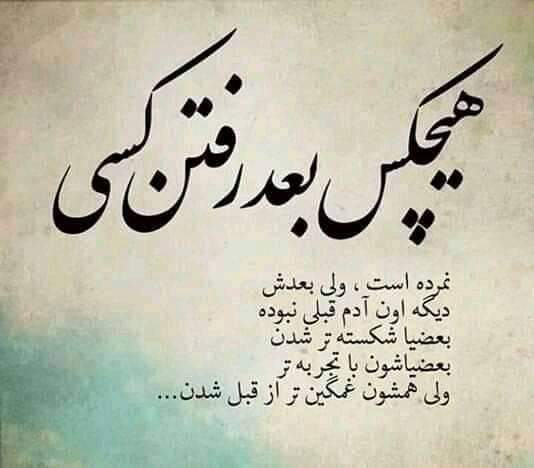 هیچکس بعد رفتن کسی
نمرده است ، ولی بعدش
دیگه اون آدم قبلی نبوده
بعضیا شکسته تر شدن
بعضیاشون با تجربه تر
ولی همشون غمگین تر از قبل شدن...